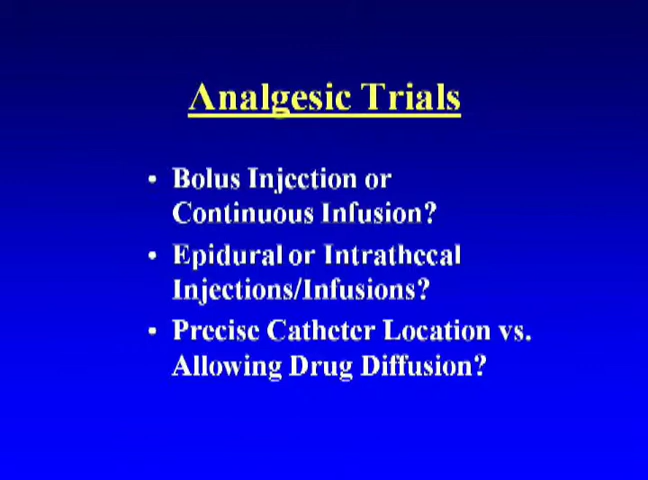 Analgesic Trials
• Bolus Injection or
Continuous Infusion?
• Epidural or Intrathecal
Injections/Infusions?
• Precise Catheter Location vs.
Allowing Drug Diffusion?